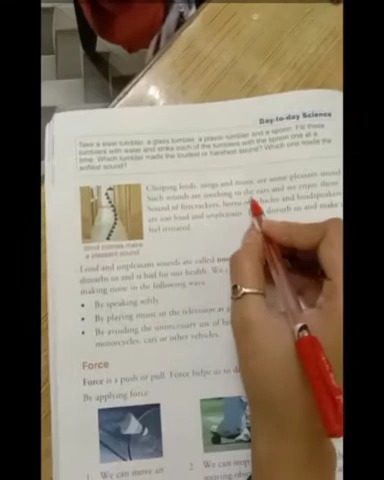 Day-to-day Science
Take a steel tumbler, a glass tumbler, a plastic tumbler and a spoon. Fill these
tumblers with water and strike each of the tumblers with the spoon one at a
time. Which tumbler made the loudest or harshest sound? Which one made the
softest sound?
Chirping birds, songs and music are some pleasant sound
Such sounds are soothing to the ears and we enjoy them
Sound of firecrackers, horns of vehicles and loudspeakers
are too loud and unpleasant disturb us and make
feel irritated.
Wind chimes make
a pleasant sound
Loud and unpleasant sounds are called
disturbs us and is bad for our health. We
making noise in the following ways
• By speaking softly
• By playing music or the television at
• By avoiding the unnecessary use of
motorcycles, cars or other vehicles.
Force
Force is a push or pull. Force helps us to
By applying force
1. We can move an
2. We can stop
moving